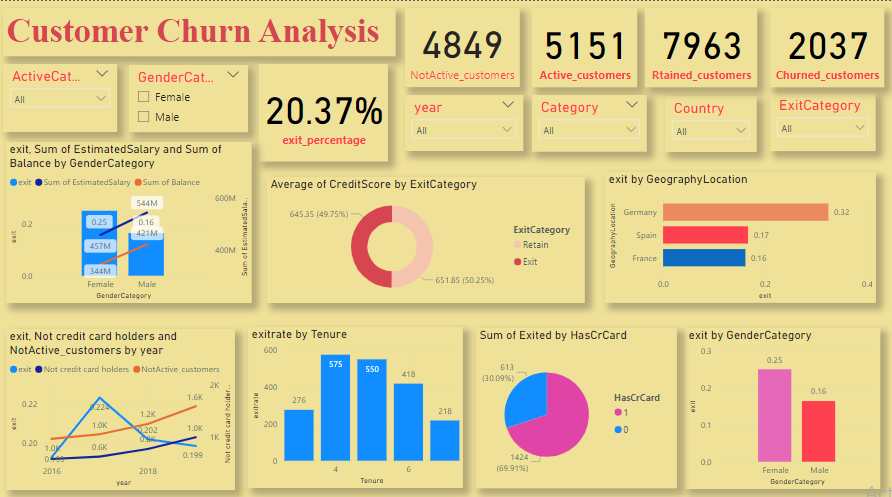 Customer Churn Analysis
4849
NotActive_customers
5151
Active_customers
7963
Rtained_customers
2037
Churned_customers
ActiveCat...
All
GenderCat...
Female
Male
20.37%
exit_percentage
year
All
Category
All
Country
All
ExitCategory
All
exit, Sum of EstimatedSalary and Sum of
Balance by GenderCategory
exit Sum of EstimatedSalary Sum of Balance
600M
544M
0.25
0.16
0.2
421M
457M
400M
344M
0.0
Female Male
GenderCategory
exit
Sum of EstimatedSala...
Average of CreditScore by ExitCategory
645.35 (49.75%)
651.85 (50.25%)
ExitCategory
Retain
Exit
exit by GeographyLocation
GeographyLocation
Germany 0.32
Spain 0.17
France 0.16
0.0 0.2 0.4
exit
exit, Not credit card holders and
NotActive_customers by year
exit Not credit card holders NotActive_customers
2K
1.6K
0.22
0.224
1.2K
0.202
1.0K
1.0K
0.20
0.6K
1K
0.199
2016 2018
year
exit
Not credit card holder...
exitrate by Tenure
600
575
550
400
418
276
200
218
0
4 6
Tenure
exitrate
Sum of Exited by HasCrCard
613
(30.09%)
1424
(69.91%)
HasCrCard
1
0
exit by GenderCategory
0.3
0.25
0.2
0.16
0.1
0.0
Female Male
GenderCategory
exit